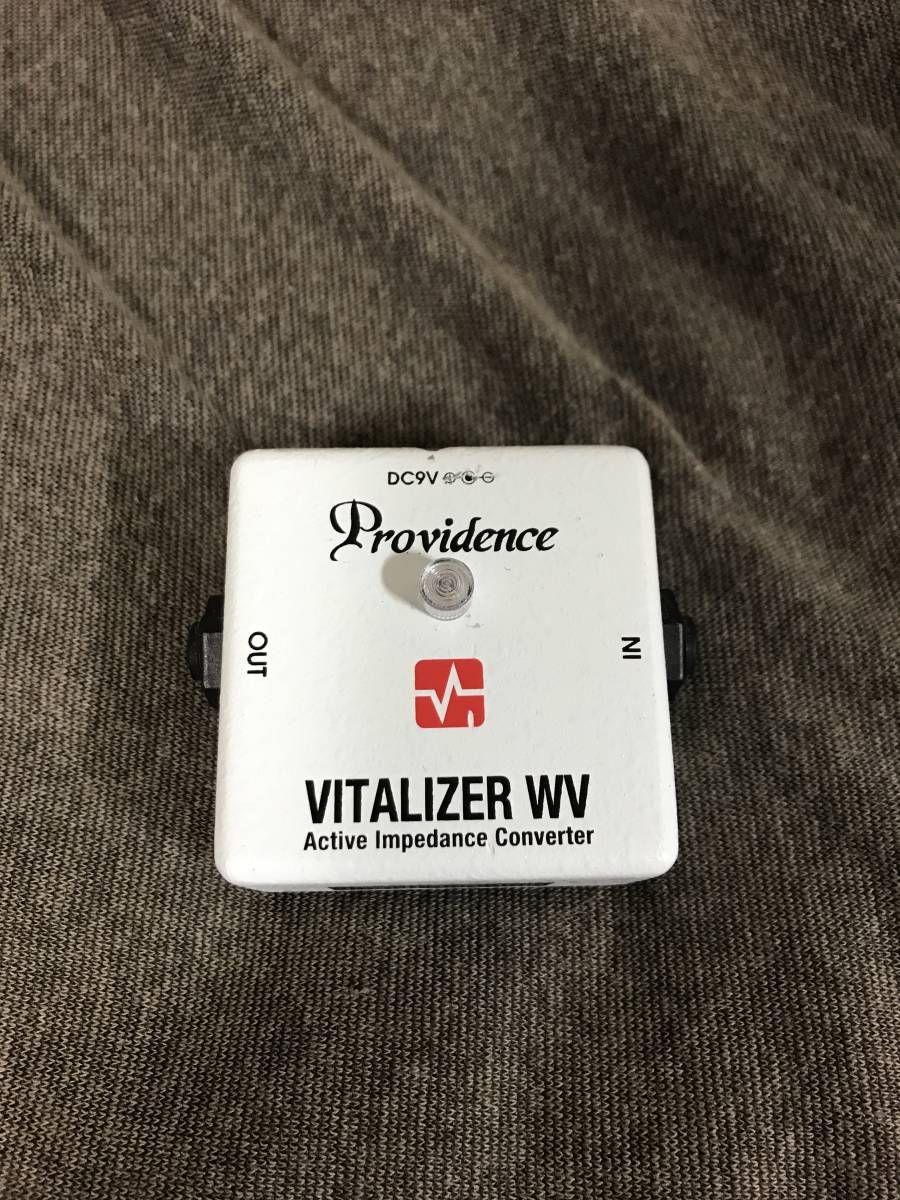 DC9V
Providence
OUT
IN
VITALIZER WV
Active Impedance Converter